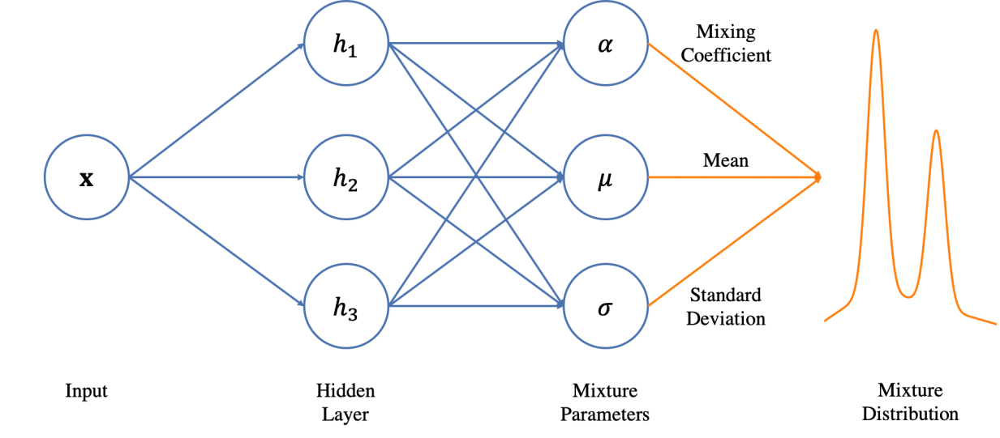 x
h₁
h₂
h₃
α
μ
σ
Mixing
Coefficient
Mean
Standard
Deviation
Input
Hidden
Layer
Mixture
Parameters
Mixture
Distribution